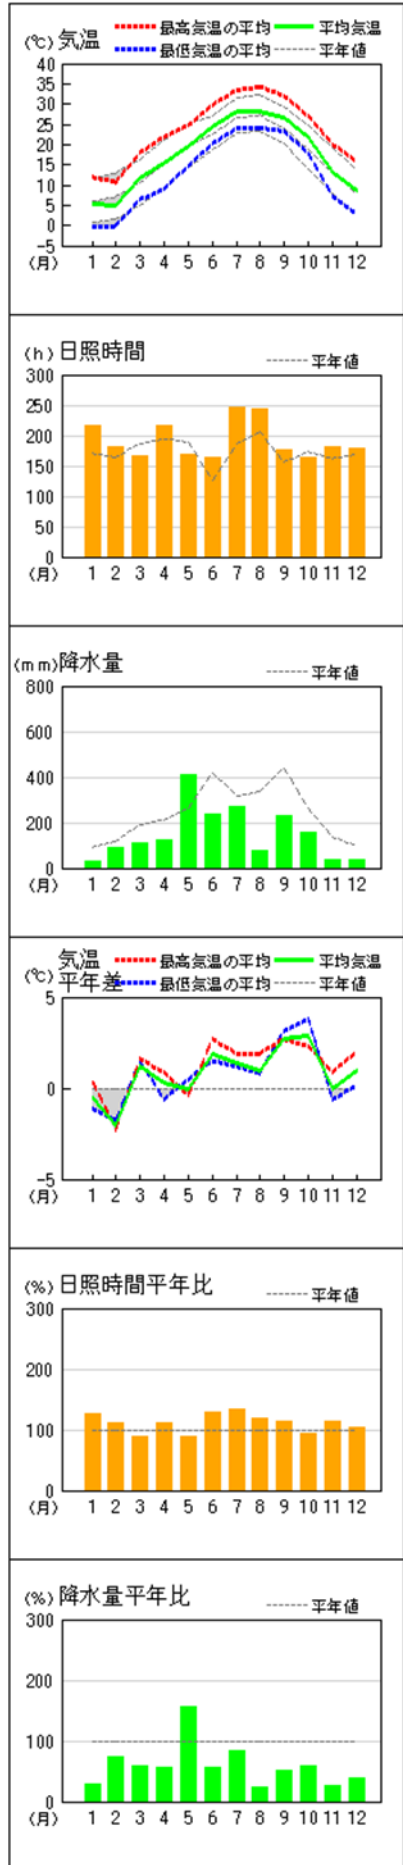 (℃) 気温 最高気温の平均 平均気温
最低気温の平均 平年値
40
35
30
25
20
15
10
5
0
-5
(月) 1 2 3 4 5 6 7 8 9 10 11 12
(h) 日照時間 平年値
300
250
200
150
100
50
0
(月) 1 2 3 4 5 6 7 8 9 10 11 12
(mm) 降水量 平年値
800
600
400
200
0
(月) 1 2 3 4 5 6 7 8 9 10 11 12
(℃) 気温 最高気温の平均 平均気温
平年差 最低気温の平均 平年値
5
0
-5
(月) 1 2 3 4 5 6 7 8 9 10 11 12
(%) 日照時間平年比 平年値
300
200
100
0
(月) 1 2 3 4 5 6 7 8 9 10 11 12
(%) 降水量平年比 平年値
300
200
100
0
(月) 1 2 3 4 5 6 7 8 9 10 11 12